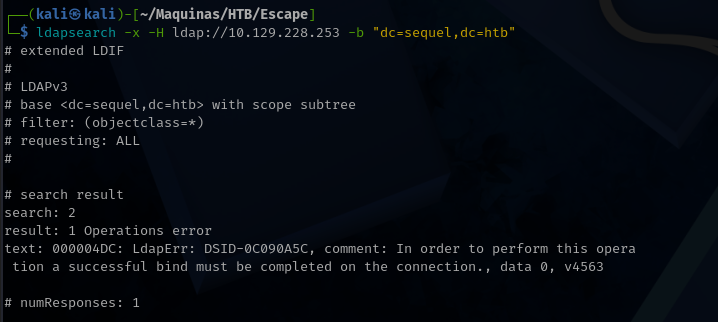 ┌──(kali㉿kali)-[~/Maquinas/HTB/Escape]
└─$ ldapsearch -x -H ldap://10.129.228.253 -b "dc=sequel,dc=htb"
# extended LDIF
#
# LDAPv3
# base <dc=sequel,dc=htb> with scope subtree
# filter: (objectclass=*)
# requesting: ALL
#

# search result
search: 2
result: 1 Operations error
text: 000004DC: LdapErr: DSID-0C090A5C, comment: In order to perform this opera
 tion a successful bind must be completed on the connection., data 0, v4563

# numResponses: 1